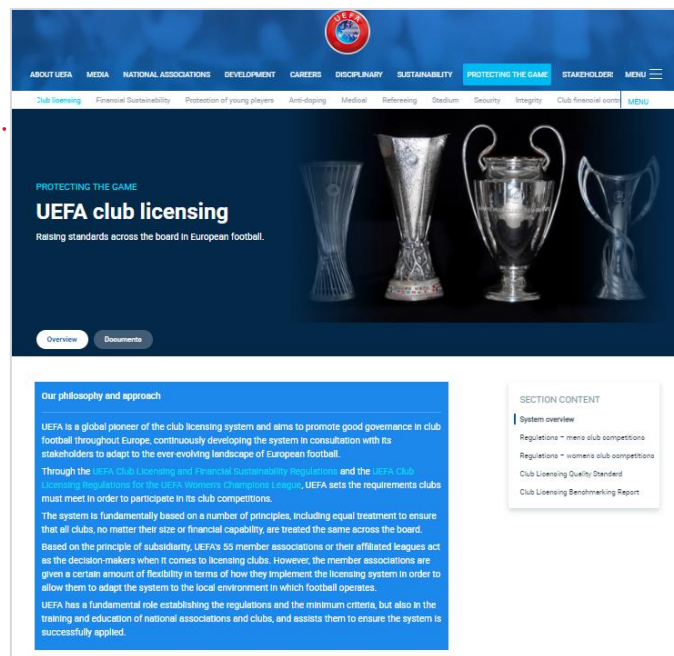 UEFA
ABOUT UEFA MEDIA NATIONAL ASSOCIATIONS DEVELOPMENT CAREERS DISCIPLINARY SUSTAINABILITY PROTECTING THE GAME STAKEHOLDER MENU
Club licensing Financial Sustainability Protection of young players Anti-doping Medical Refereeing Stadium Security Integrity Club financial contr MENU
PROTECTING THE GAME
UEFA club licensing
Raising standards across the board in European football.
Overview Documents
Our philosophy and approach
UEFA is a global pioneer of the club licensing system and aims to promote good governance in club
football throughout Europe, continuously developing the system in consultation with its
stakeholders to adapt to the ever-evolving landscape of European football.
Through the UEFA Club Licensing and Financial Sustainability Regulations and the UEFA Club
Licensing Regulations for the UEFA Women's Champions League, UEFA sets the requirements clubs
must meet in order to participate in its club competitions.
The system is fundamentally based on a number of principles, including equal treatment to ensure
that all clubs, no matter their size or financial capability, are treated the same across the board.
Based on the principle of subsidiarity, UEFA's 55 member associations or their affiliated leagues act
as the decision-makers when it comes to licensing clubs. However, the member associations are
given a certain amount of flexibility in terms of how they implement the licensing system in order to
allow them to adapt the system to the local environment in which football operates.
UEFA has a fundamental role establishing the regulations and the minimum criteria, but also in the
training and education of national associations and clubs, and assists them to ensure the system is
successfully applied.
SECTION CONTENT
System overview
Regulations – men's club competitions
Regulations – women's club competitions
Club Licensing Quality Standard
Club Licensing Benchmarking Report